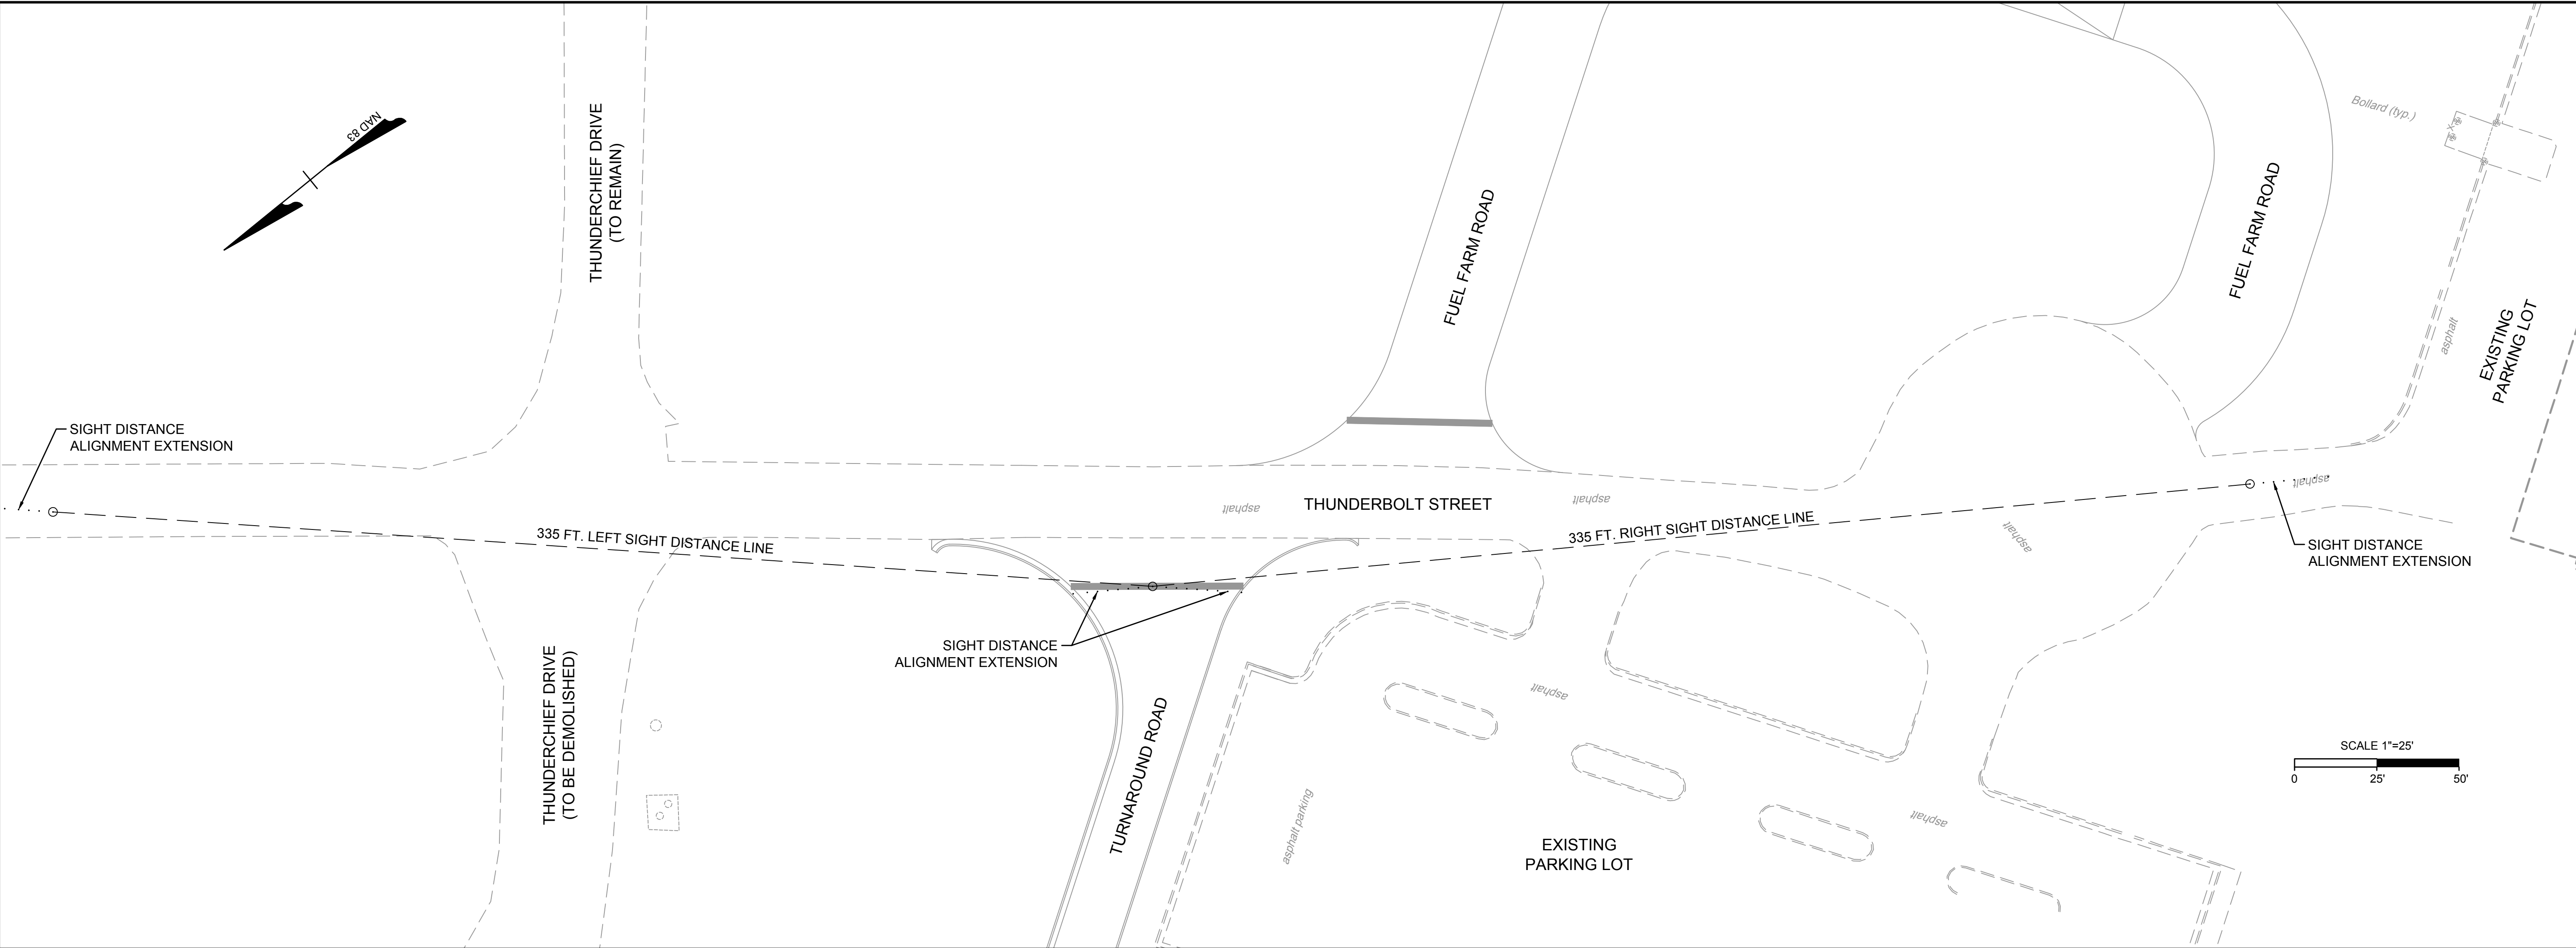 NAD 83
THUNDERCHIEF DRIVE
(TO REMAIN)
FUEL FARM ROAD
FUEL FARM ROAD
Bollard (typ.)
asphalt
EXISTING
PARKING LOT
SIGHT DISTANCE
ALIGNMENT EXTENSION
asphalt
THUNDERBOLT STREET
asphalt
asphalt
335 FT. LEFT SIGHT DISTANCE LINE
335 FT. RIGHT SIGHT DISTANCE LINE
asphalt
SIGHT DISTANCE
ALIGNMENT EXTENSION
SIGHT DISTANCE
ALIGNMENT EXTENSION
THUNDERCHIEF DRIVE
(TO BE DEMOLISHED)
TURNAROUND ROAD
asphalt
asphalt parking
asphalt
EXISTING
PARKING LOT
SCALE 1"=25'
0 25' 50'